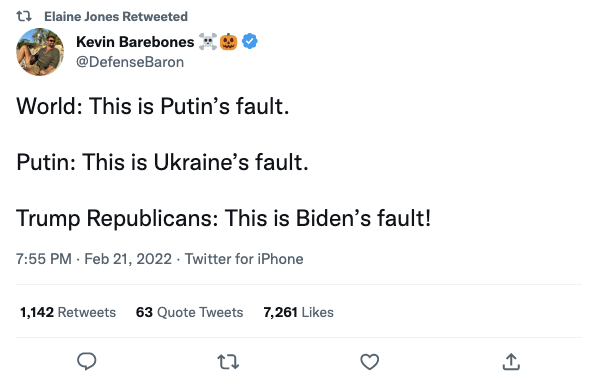 Elaine Jones Retweeted
Kevin Barebones ☠️🎃
@DefenseBaron
World: This is Putin’s fault.
Putin: This is Ukraine’s fault.
Trump Republicans: This is Biden’s fault!
7:55 PM · Feb 21, 2022 · Twitter for iPhone
1,142 Retweets 63 Quote Tweets 7,261 Likes